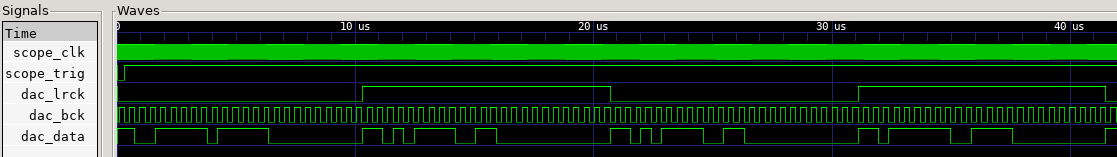 Signals
Waves
Time
0
10 us
20 us
30 us
40 us
scope_clk
scope_trig
dac_lrck
dac_bck
dac_data